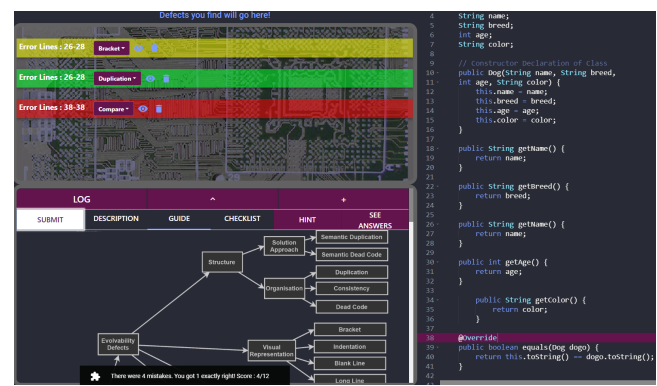 Defects you find will go here!
Error Lines : 26-28 Bracket
Error Lines : 26-28 Duplication
Error Lines : 38-38 Compare
LOG ^ +
SUBMIT DESCRIPTION GUIDE CHECKLIST HINT SEE ANSWERS
Semantic Duplication
Solution Approach
Semantic Dead Code
Structure
Duplication
Organisation
Consistency
Dead Code
Evolvability Defects
Bracket
Visual Representation
Indentation
Blank Line
Long Line
There were 4 mistakes. You got 1 exactly right! Score : 4/12
4 String name;
5 String breed;
6 int age;
7 String color;
8
9 // Constructor Declaration of Class
10 public Dog(String name, String breed,
11 int age, String color) {
12 this.name = name;
13 this.breed = breed;
14 this.age = age;
15 this.color = color;
16 }
17
18 public String getName() {
19 return name;
20 }
21
22 public String getBreed() {
23 return breed;
24 }
25
26 public String getName() {
27 return name;
28 }
29
30 public int getAge() {
31 return age;
32 }
33
34 public String getColor() {
35 return color;
36 }
37
38 @Override
39 public boolean equals(Dog dogo) {
40 return this.toString() == dogo.toString();
41 }
42